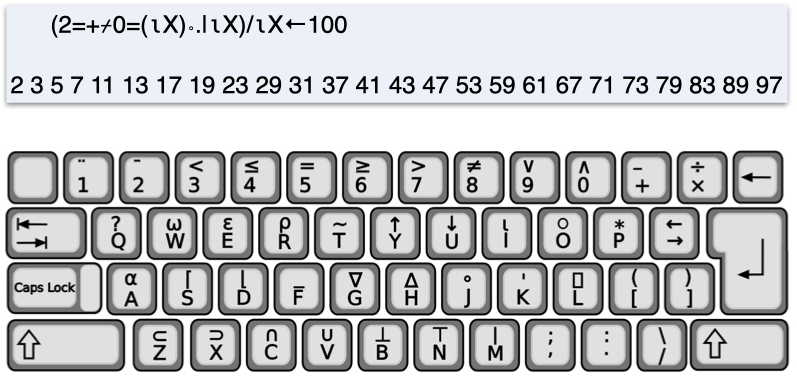 (2=+⌿0=(⍳X)∘.|⍳X)/⍳X←100
2 3 5 7 11 13 17 19 23 29 31 37 41 43 47 53 59 61 67 71 73 79 83 89 97
¨ 1 ¯ 2 < 3 ≤ 4 = 5 ≥ 6 > 7 ≠ 8 ∨ 9 ∧ 0 − + ÷ × ←
? Q ω W ε E ρ R ~ T ↑ Y ↓ U ⍳ I ○ O * P ← →
Caps Lock α A ⌈ S ⌊ D _ F ∇ G ∆ H ∘ J ' K ⎕ L ( [ ) ]
⊂ Z ⊃ X ∩ C ∪ V ⊥ B ⊤ N | M ; , : . \ /